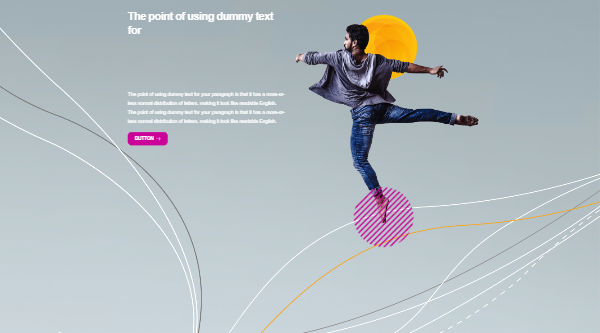 The point of using dummy text
for
The point of using dummy text for your paragraph is that it has a more-or-
less normal distribution of letters. making it look like readable English.
The point of using dummy text for your paragraph is that it has a more-or-
less normal distribution of letters. making it look like readable English.
BUTTON →